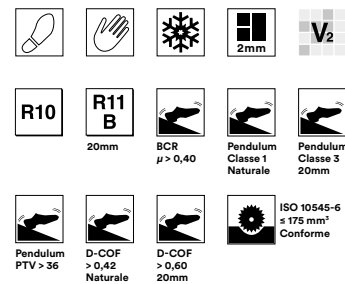 2mm
V2
R10
R11
B
20mm
BCR
μ > 0,40
Pendulum
Classe 1
Naturale
Pendulum
Classe 3
20mm
Pendulum
PTV > 36
D-COF
> 0,42
Naturale
D-COF
> 0,60
20mm
ISO 10545-6
≤ 175 mm³
Conforme